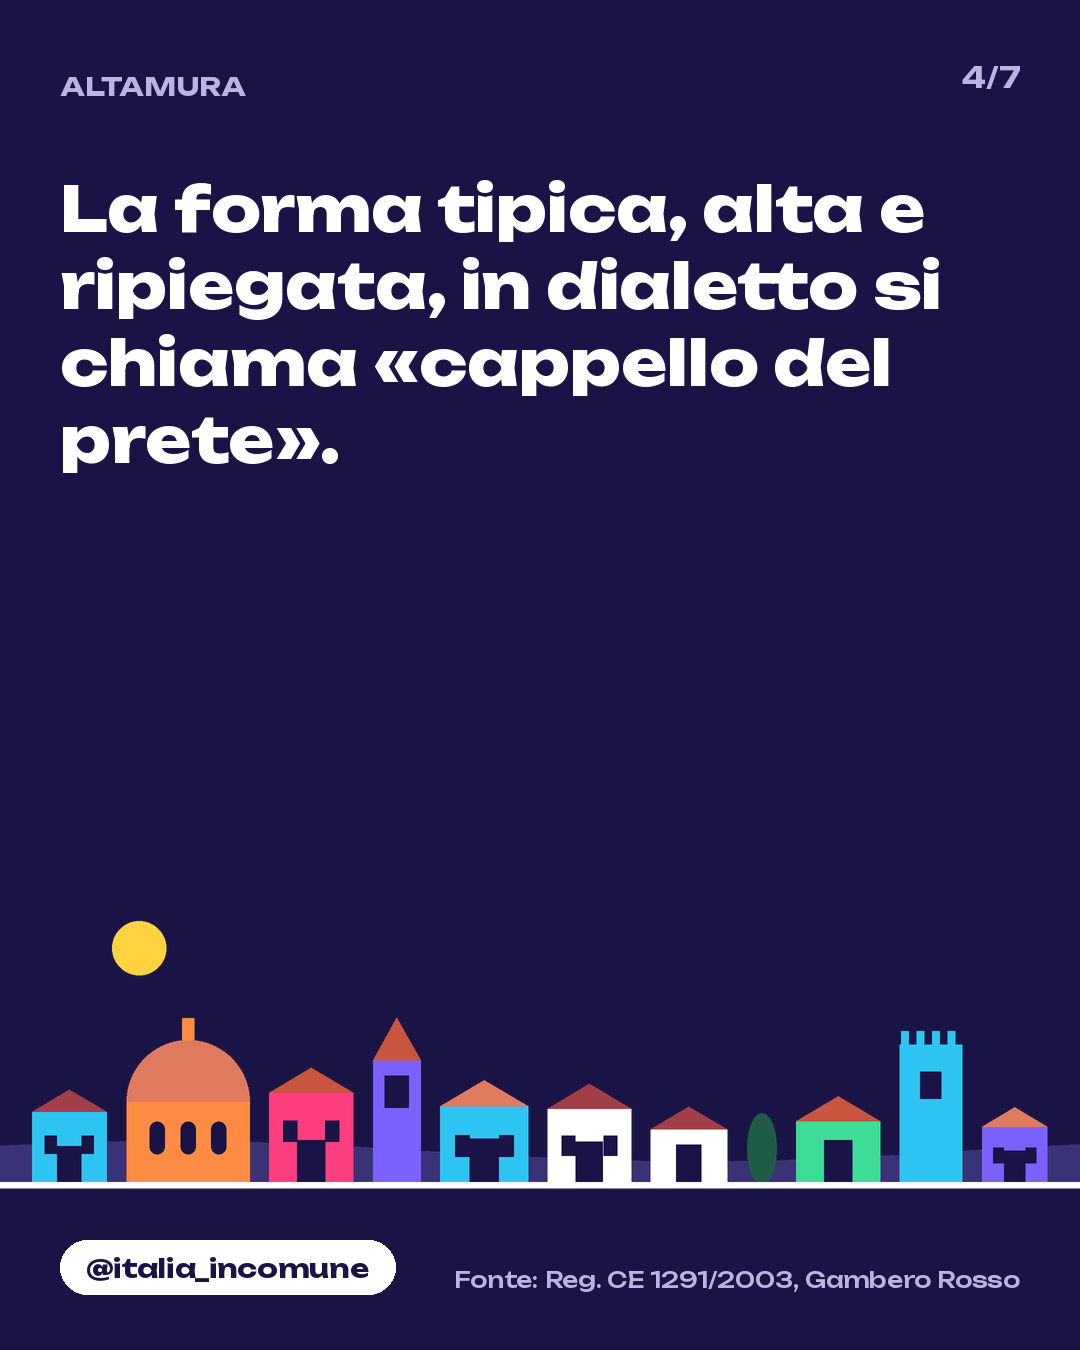 ALTAMURA
4/7
La forma tipica, alta e
ripiegata, in dialetto si
chiama «cappello del
prete».
@italia_incomune
Fonte: Reg. CE 1291/2003, Gambero Rosso